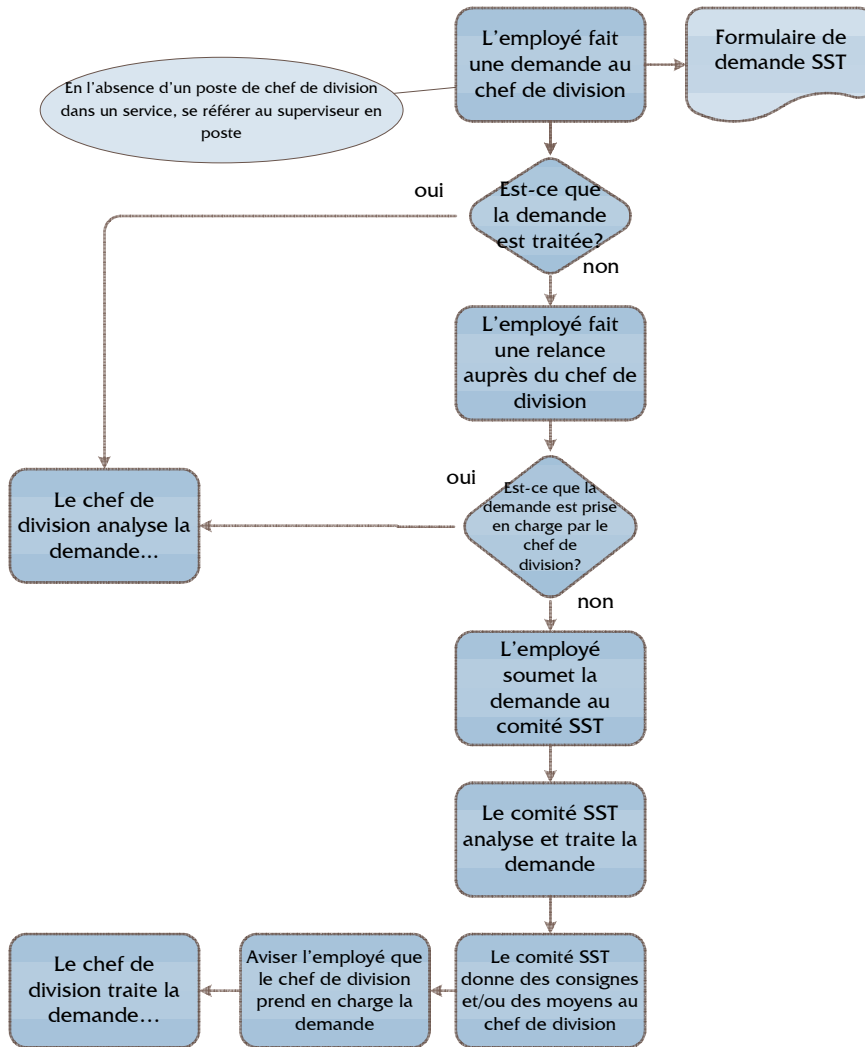 L'employé fait
une demande au
chef de division
Formulaire de
demande SST
En l'absence d'un poste de chef de division
dans un service, se référer au superviseur en
poste
Est-ce que
la demande
est traitée?
oui
non
L'employé fait
une relance
auprès du chef de
division
Est-ce que la
demande est prise
en charge par le
chef de
division?
oui
non
Le chef de
division analyse la
demande…
L'employé
soumet la
demande au
comité SST
Le comité SST
analyse et traite la
demande
Le comité SST
donne des consignes
et/ou des moyens au
chef de division
Aviser l'employé que
le chef de division
prend en charge la
demande
Le chef de
division traite la
demande…